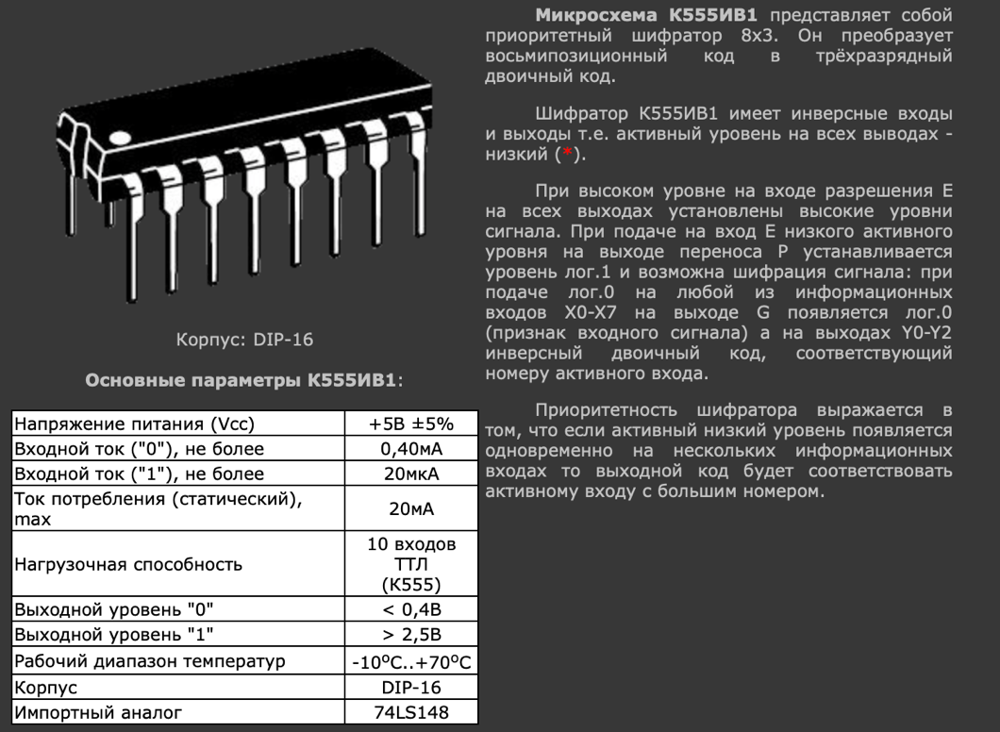 Корпус: DIP-16
Основные параметры К555ИВ1:
Напряжение питания (Vcc) +5В ±5%
Входной ток ("0"), не более 0,40мА
Входной ток ("1"), не более 20мкА
Ток потребления (статический),
max 20мА
Нагрузочная способность 10 входов
ТТЛ
(К555)
Выходной уровень "0" < 0,4В
Выходной уровень "1" > 2,5В
Рабочий диапазон температур -10ºC..+70ºC
Корпус DIP-16
Импортный аналог 74LS148
Микросхема К555ИВ1 представляет собой
приоритетный шифратор 8x3. Он преобразует
восьмипозиционный код в трёхразрядный
двоичный код.
Шифратор К555ИВ1 имеет инверсные входы
и выходы т.е. активный уровень на всех выводах -
низкий (*).
При высоком уровне на входе разрешения E
на всех выходах установлены высокие уровни
сигнала. При подаче на вход E низкого активного
уровня на выходе переноса P устанавливается
уровень лог.1 и возможна шифрация сигнала: при
подаче лог.0 на любой из информационных
входов X0-X7 на выходе G появляется лог.0
(признак входного сигнала) а на выходах Y0-Y2
инверсный двоичный код, соответствующий
номеру активного входа.
Приоритетность шифратора выражается в
том, что если активный низкий уровень появляется
одновременно на нескольких информационных
входах то выходной код будет соответствовать
активному входу с большим номером.